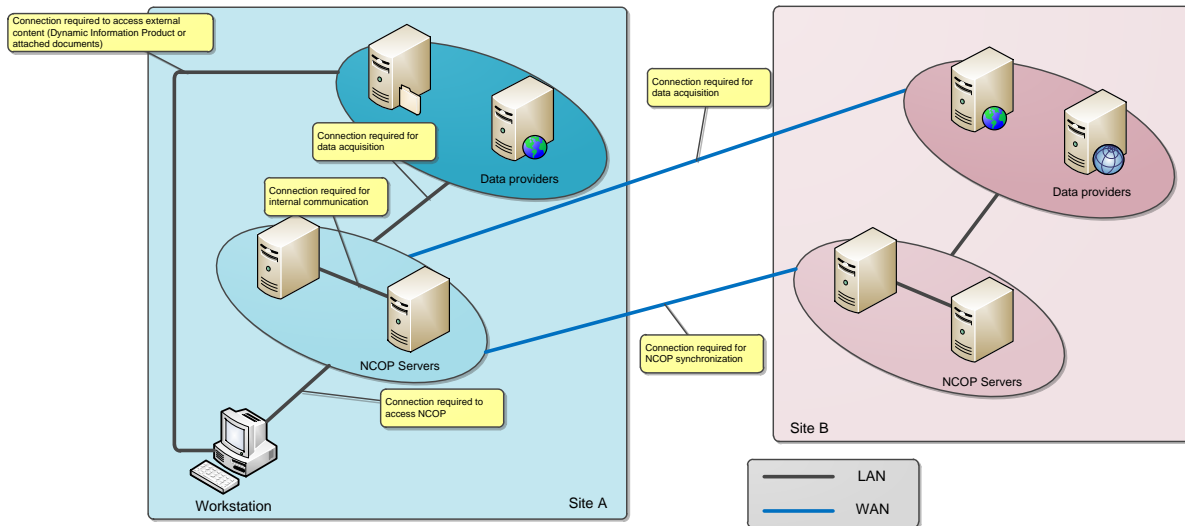 Connection required to access external
content (Dynamic Information Product or
attached documents)
Connection required for
data acquisition
Connection required for
data acquisition
Data providers
Data providers
Connection required for
internal communication
NCOP Servers
Connection required for
NCOP synchronization
NCOP Servers
Connection required to
access NCOP
Site B
Workstation
Site A
LAN
WAN